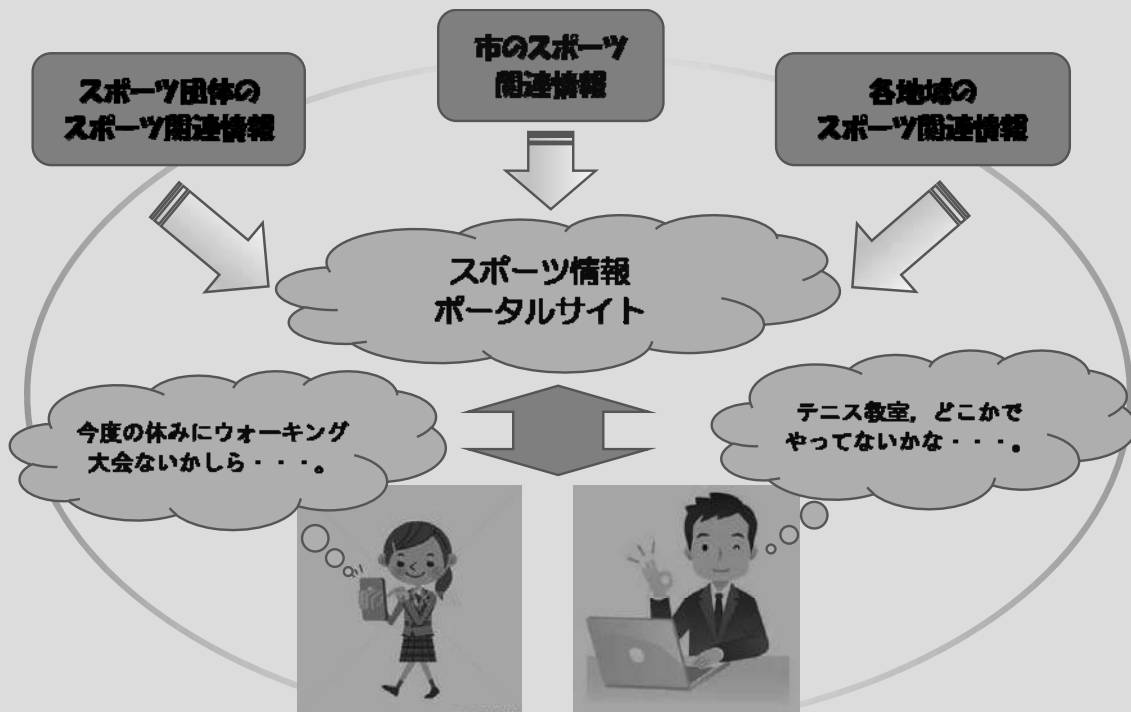 スポーツ団体の
スポーツ関連情報
市のスポーツ
関連情報
各地域の
スポーツ関連情報
スポーツ情報
ポータルサイト
今度の休みにウォーキング
大会ないかしら・・・。
テニス教室，どこかで
やってないかな・・・。